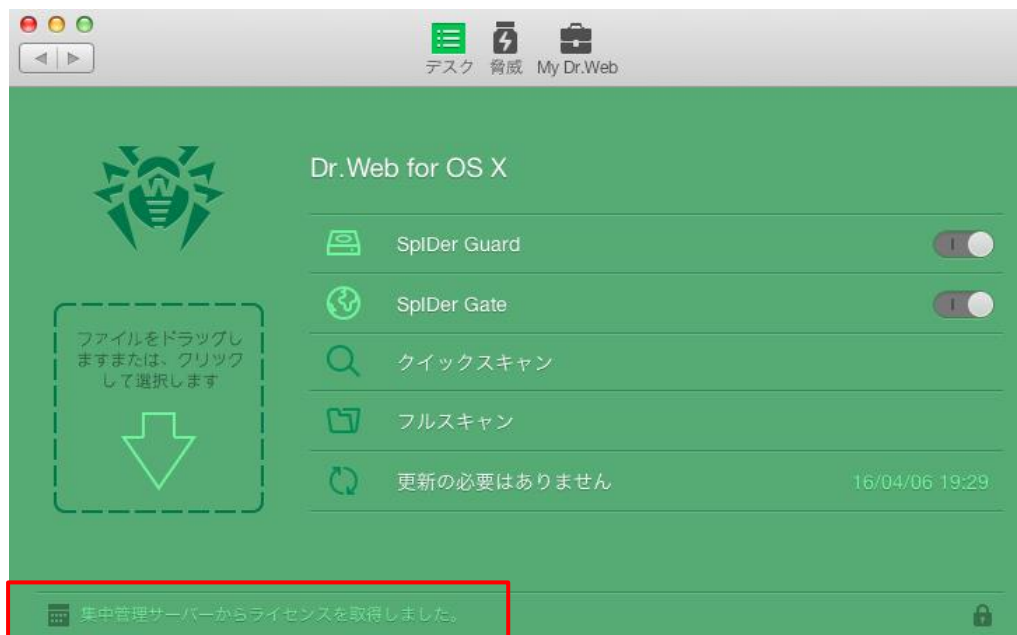 デスク
脅威
My Dr.Web
Dr.Web for OS X
SpIDer Guard
SpIDer Gate
ファイルをドラッグし
ますまたは、クリック
して選択します
クイックスキャン
フルスキャン
更新の必要はありません
16/04/06 19:29
集中管理サーバーからライセンスを取得しました。